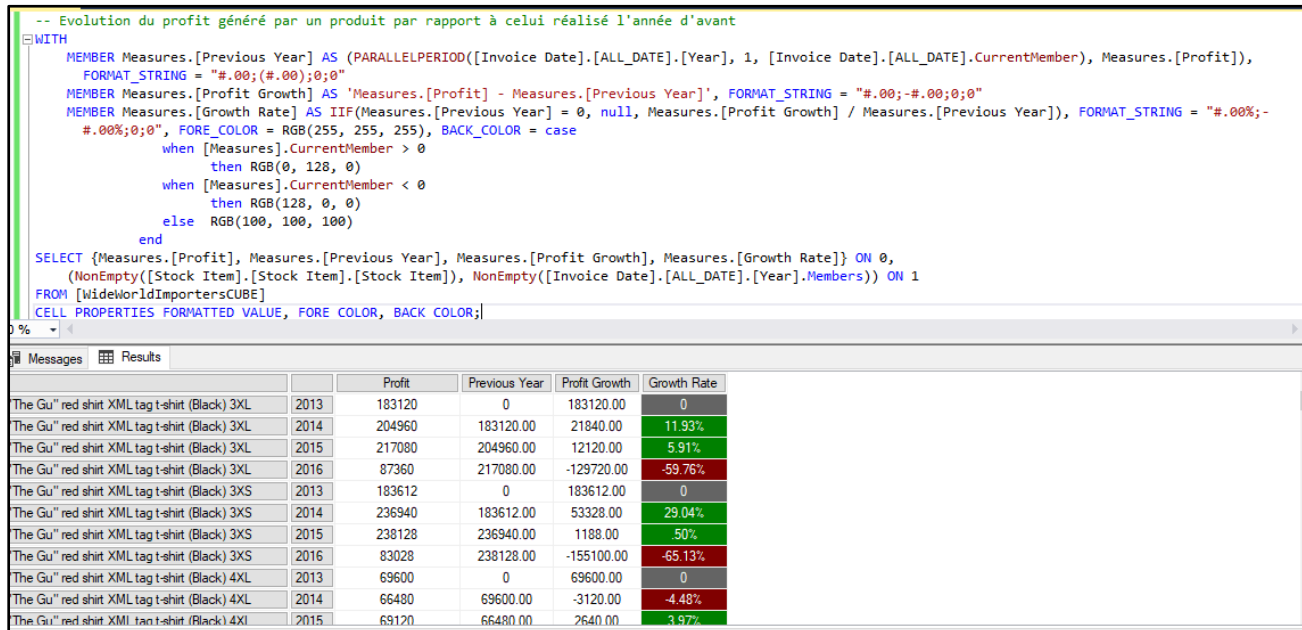 -- Evolution du profit généré par un produit par rapport à celui réalisé l'année d'avant
WITH
MEMBER Measures.[Previous Year] AS (PARALLELPERIOD([Invoice Date].[ALL_DATE].[Year], 1, [Invoice Date].[ALL_DATE].CurrentMember), Measures.[Profit]),
FORMAT_STRING = "#.00;(#.00);0;0"
MEMBER Measures.[Profit Growth] AS 'Measures.[Profit] - Measures.[Previous Year]', FORMAT_STRING = "#.00;-#.00;0;0"
MEMBER Measures.[Growth Rate] AS IIF(Measures.[Previous Year] = 0, null, Measures.[Profit Growth] / Measures.[Previous Year]), FORMAT_STRING = "#.00%;-
#.00%;0;0", FORE_COLOR = RGB(255, 255, 255), BACK_COLOR = case
when [Measures].CurrentMember > 0
then RGB(0, 128, 0)
when [Measures].CurrentMember < 0
then RGB(128, 0, 0)
else RGB(100, 100, 100)
end
SELECT {Measures.[Profit], Measures.[Previous Year], Measures.[Profit Growth], Measures.[Growth Rate]} ON 0,
(NonEmpty([Stock Item].[Stock Item].[Stock Item]), NonEmpty([Invoice Date].[ALL_DATE].[Year].Members)) ON 1
FROM [WideWorldImportersCUBE]
CELL PROPERTIES FORMATTED_VALUE, FORE_COLOR, BACK_COLOR;
%
Messages Results
Profit Previous Year Profit Growth Growth Rate
"The Gu" red shirt XML tag t-shirt (Black) 3XL 2013 183120 0 183120.00 0
"The Gu" red shirt XML tag t-shirt (Black) 3XL 2014 204960 183120.00 21840.00 11.93%
"The Gu" red shirt XML tag t-shirt (Black) 3XL 2015 217080 204960.00 12120.00 5.91%
"The Gu" red shirt XML tag t-shirt (Black) 3XL 2016 87360 217080.00 -129720.00 -59.76%
"The Gu" red shirt XML tag t-shirt (Black) 3XS 2013 183612 0 183612.00 0
"The Gu" red shirt XML tag t-shirt (Black) 3XS 2014 236940 183612.00 53328.00 29.04%
"The Gu" red shirt XML tag t-shirt (Black) 3XS 2015 238128 236940.00 1188.00 .50%
"The Gu" red shirt XML tag t-shirt (Black) 3XS 2016 83028 238128.00 -155100.00 -65.13%
"The Gu" red shirt XML tag t-shirt (Black) 4XL 2013 69600 0 69600.00 0
"The Gu" red shirt XML tag t-shirt (Black) 4XL 2014 66480 69600.00 -3120.00 -4.48%
"The Gu" red shirt XML tag t-shirt (Black) 4XL 2015 69120 66480.00 2640.00 3.97%